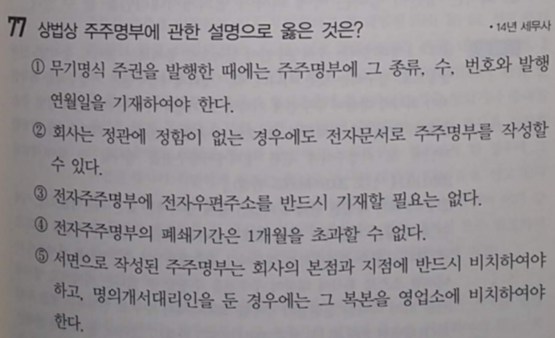 77 상법상 주주명부에 관한 설명으로 옳은 것은? •14년 세무사
① 무기명식 주권을 발행한 때에는 주주명부에 그 종류, 수, 번호와 발행
연월일을 기재하여야 한다.
② 회사는 정관에 정함이 없는 경우에도 전자문서로 주주명부를 작성할
수 있다.
③ 전자주주명부에 전자우편주소를 반드시 기재할 필요는 없다.
④ 전자주주명부의 폐쇄기간은 1개월을 초과할 수 없다.
⑤ 서면으로 작성된 주주명부는 회사의 본점과 지점에 반드시 비치하여야
하고, 명의개서대리인을 둔 경우에는 그 복본을 영업소에 비치하여야
한다.